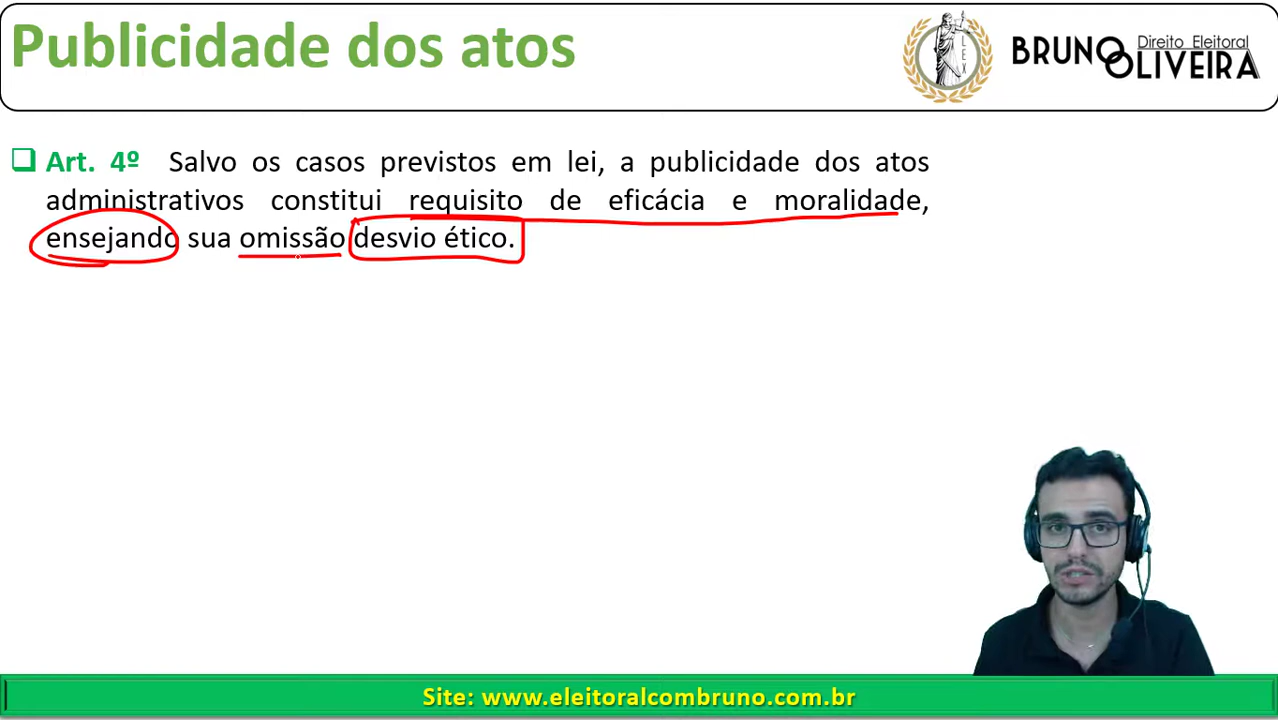 Publicidade dos atos
LEX
Direito Eleitoral
BRUNO
OLIVEIRA
Art. 4º Salvo os casos previstos em lei, a publicidade dos atos
administrativos constitui requisito de eficácia e moralidade,
ensejando sua omissão desvio ético.
Site: www.eleitoralcombruno.com.br